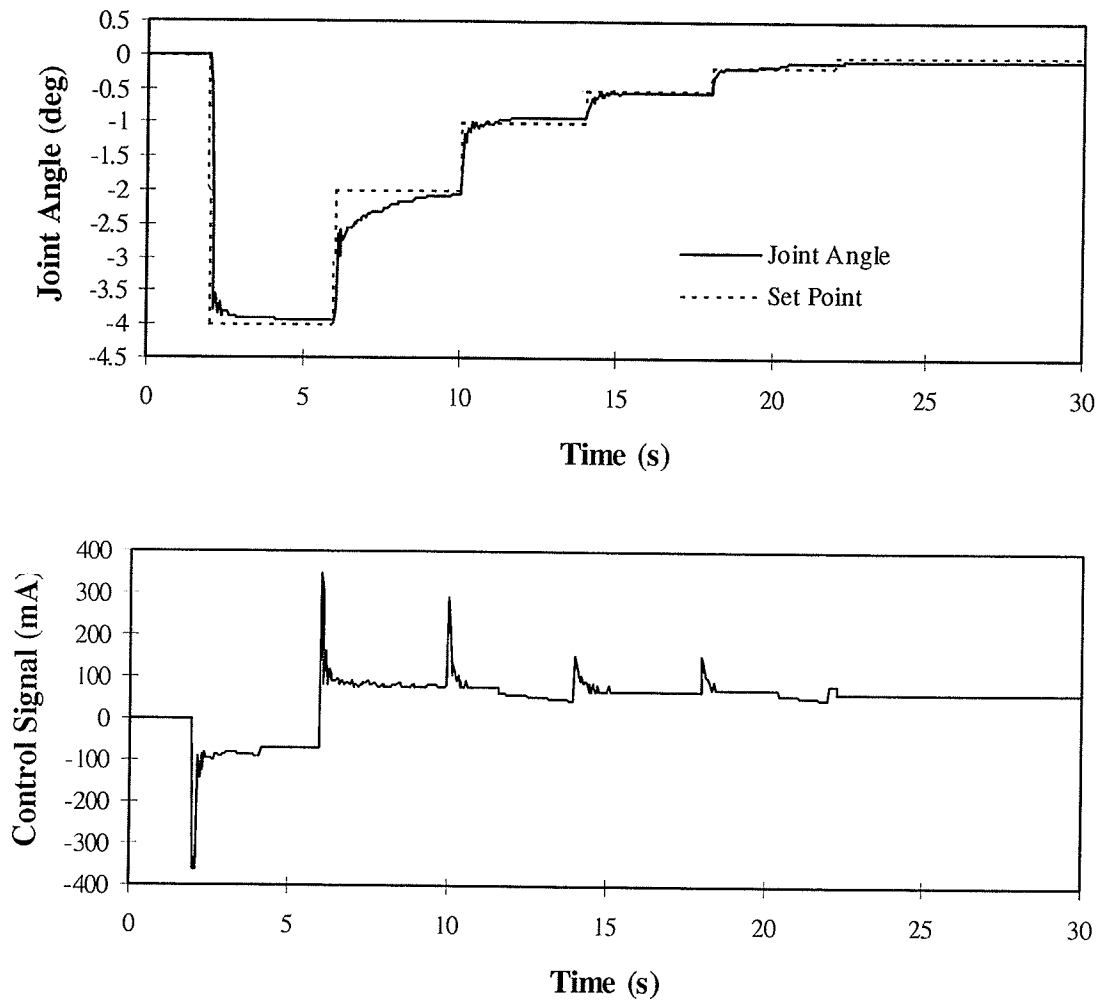 0.5
0
-0.5
-1
-1.5
-2
-2.5
-3
-3.5
-4
-4.5
Joint Angle (deg)
Joint Angle
Set Point
0 5 10 15 20 25 30
Time (s)
400
300
200
100
0
-100
-200
-300
-400
Control Signal (mA)
0 5 10 15 20 25 30
Time (s)